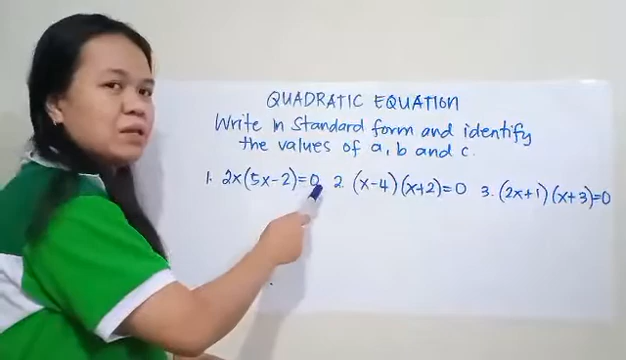 QUADRATIC EQUATION
Write in Standard form and identify
the values of a, b and c.
1. 2x(5x-2)=0 2. (x-4)(x+2)=0 3. (2x+1)(x+3)=0